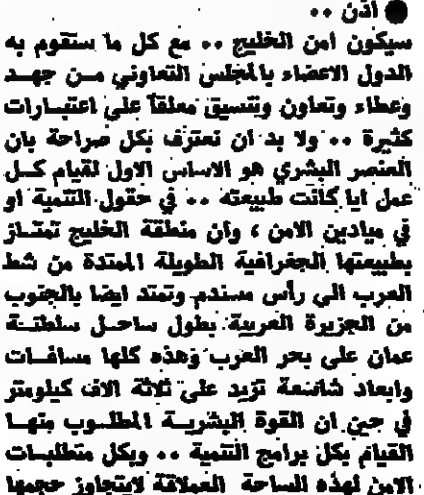 ● اذن ..
سيكون امن الخليج .. مع كل ما ستقوم به
الدول الاعضاء بالمجلس التعاوني مـن جهـد
وعطاء وتعاون وتنسيق معلقاً على اعتبـارات
كثيرة .. ولا بد ان نعترف بكل صراحة بان
العنصر البشري هو الاساس الاول لقيام كـل
عمل ايا كانت طبيعته .. في حقول التنمية او
في ميادين الامن ، وان منطقة الخليج تمتـاز
بطبيعتها الجغرافية الطويلة الممتدة من شط
العرب الى رأس مسندم وتمتد ايضا بالجنوب
من الجزيرة العربية بطول ساحـل سلطنـة
عمان على بحر العرب وهذه كلها مسافـات
وابعاد شاسعة تزيد على ثلاثة الاف كيلومتر
في حين ان القوة البشريـة المطلـوب منهـا
القيام بكل برامج التنمية .. وبكل متطلبـات
الامن لهذه المساحة العملاقة لايتجاوز حجمها